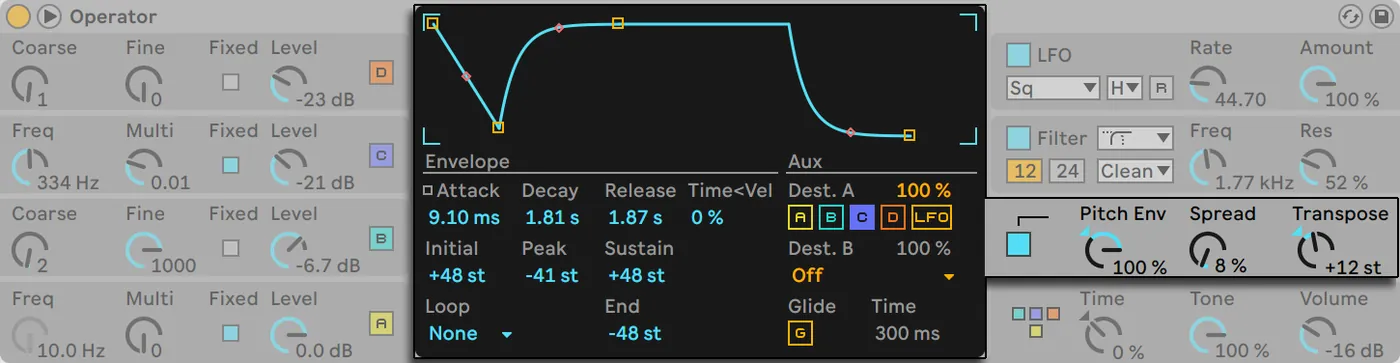 Operator
Coarse Fine Fixed Level
1 0 -23 dB D
Freq Multi Fixed Level
334 Hz 0.01 -21 dB C
Coarse Fine Fixed Level
2 1000 -6.7 dB B
Freq Multi Fixed Level
10.0 Hz 0 0.0 dB A
Envelope
Attack Decay Release Time<Vel
9.10 ms 1.81 s 1.87 s 0 %
Initial Peak Sustain
+48 st -41 st +48 st
Loop End
None -48 st
Aux
Dest. A 100 %
A B C D LFO
Dest. B 100 %
Off
Glide Time
G 300 ms
LFO Rate Amount
Sq H R 44.70 100 %
Filter Freq Res
12 24 Clean 1.77 kHz 52 %
Pitch Env Spread Transpose
100 % 8 % +12 st
Time Tone Volume
0 % 100 % -16 dB